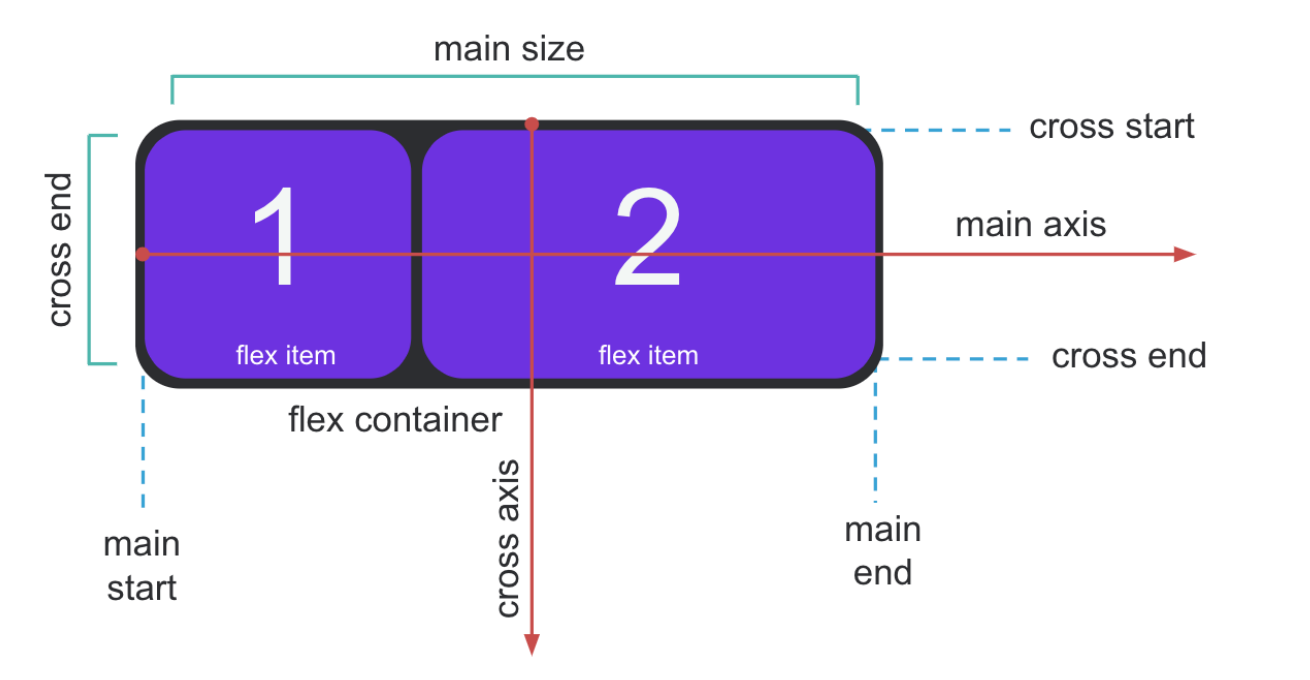 main size
cross start
cross end
1
2
main axis
flex item
flex item
cross end
flex container
cross axis
main
start
main
end